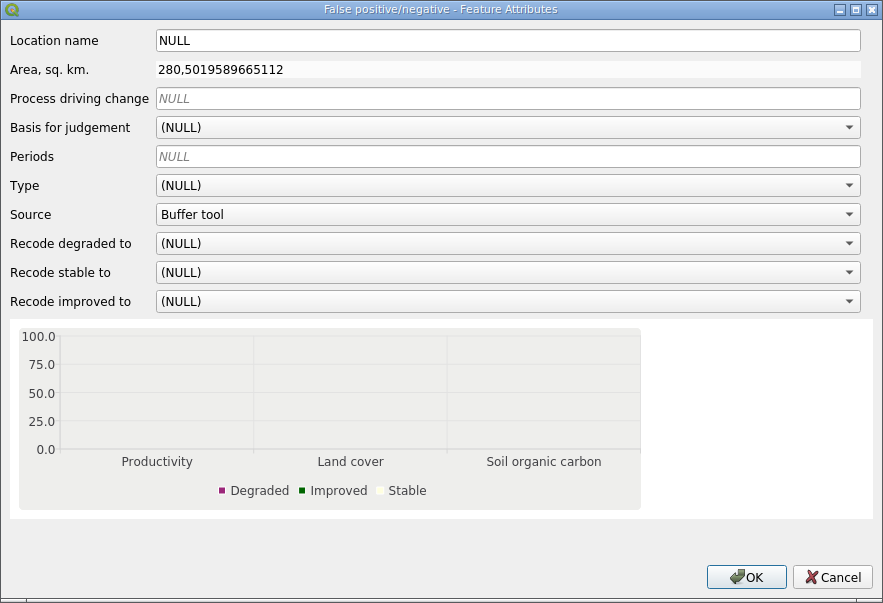 False positive/negative - Feature Attributes
Location name NULL
Area, sq. km. 280,5019589665112
Process driving change NULL
Basis for judgement (NULL)
Periods NULL
Type (NULL)
Source Buffer tool
Recode degraded to (NULL)
Recode stable to (NULL)
Recode improved to (NULL)
100.0
75.0
50.0
25.0
0.0
Productivity Land cover Soil organic carbon
Degraded Improved Stable
OK Cancel